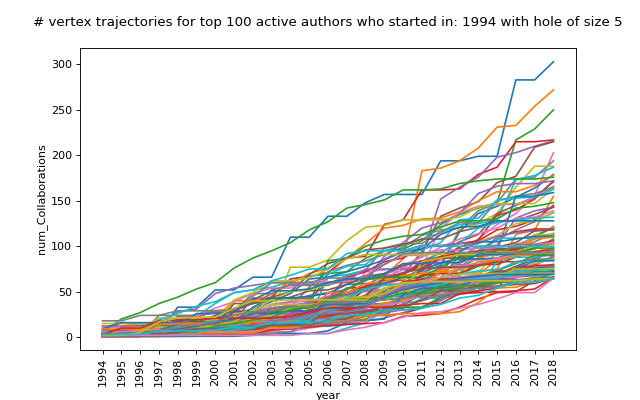 # vertex trajectories for top 100 active authors who started in: 1994 with hole of size 5
300
250
200
150
100
50
0
num_Collaborations
1994 1995 1996 1997 1998 1999 2000 2001 2002 2003 2004 2005 2006 2007 2008 2009 2010 2011 2012 2013 2014 2015 2016 2017 2018
year